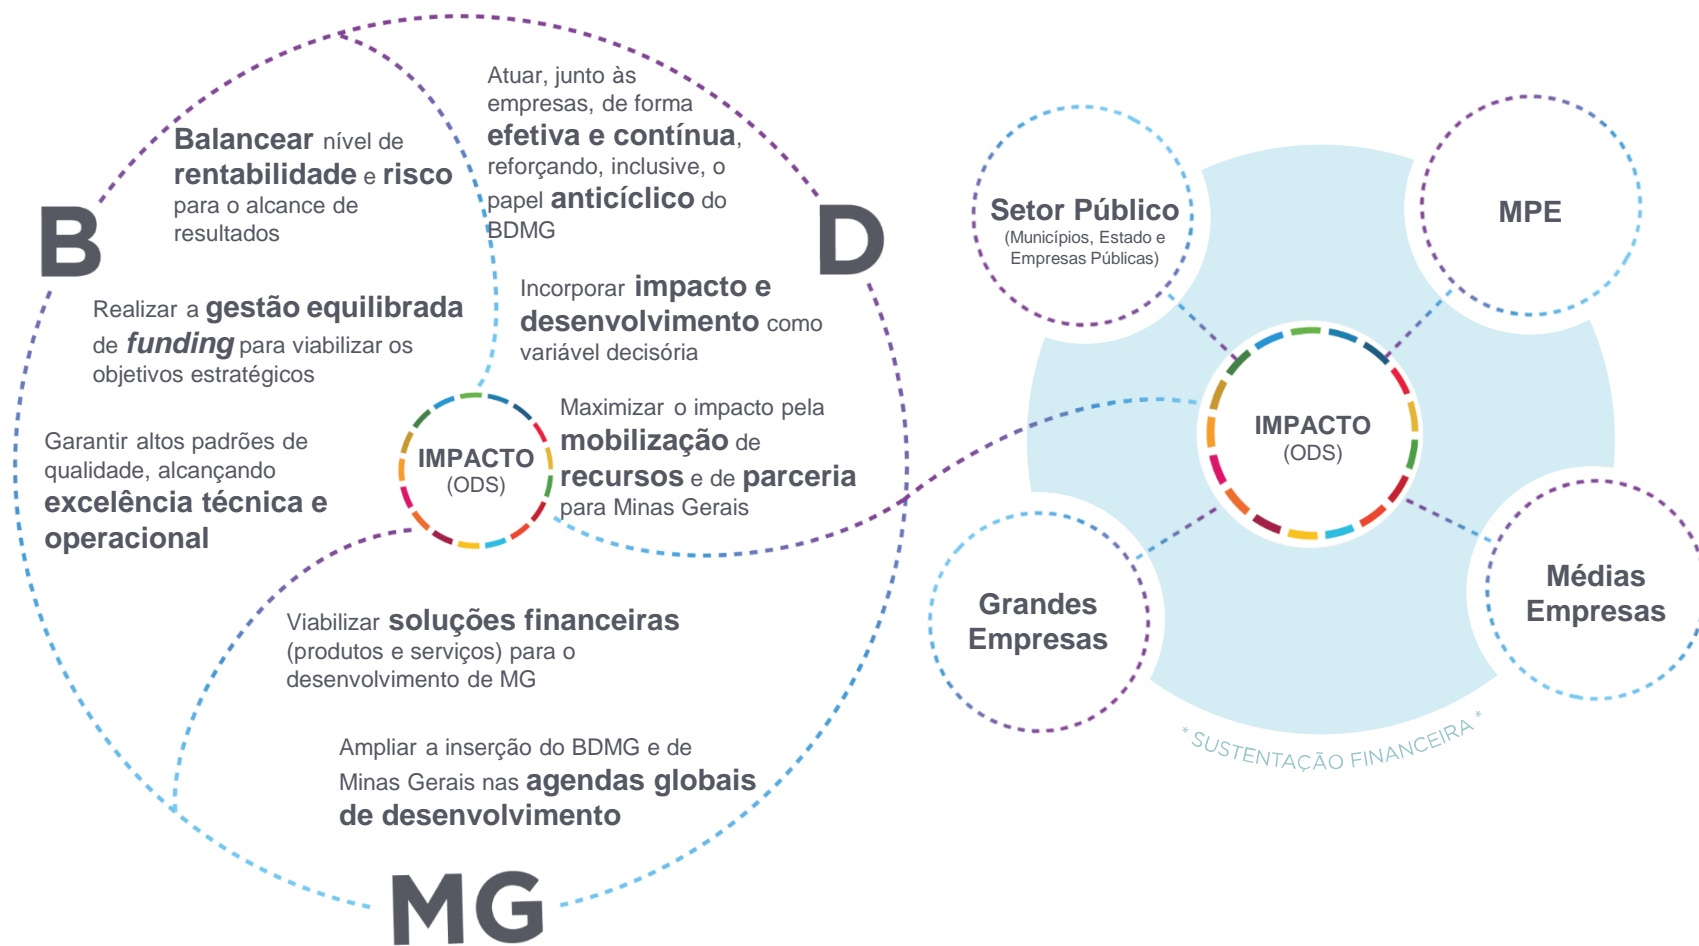 B
Balancear nível de
rentabilidade e risco
para o alcance de
resultados
Realizar a gestão equilibrada
de funding para viabilizar os
objetivos estratégicos
Garantir altos padrões de
qualidade, alcançando
excelência técnica e
operacional
D
Atuar, junto às
empresas, de forma
efetiva e contínua,
reforçando, inclusive, o
papel anticíclico do
BDMG
Incorporar impacto e
desenvolvimento como
variável decisória
Maximizar o impacto pela
mobilização de
recursos e de parceria
para Minas Gerais
IMPACTO
(ODS)
Viabilizar soluções financeiras
(produtos e serviços) para o
desenvolvimento de MG
Ampliar a inserção do BDMG e de
Minas Gerais nas agendas globais
de desenvolvimento
MG
Setor Público
(Municípios, Estado e
Empresas Públicas)
MPE
IMPACTO
(ODS)
Grandes
Empresas
Médias
Empresas
* SUSTENTAÇÃO FINANCEIRA *